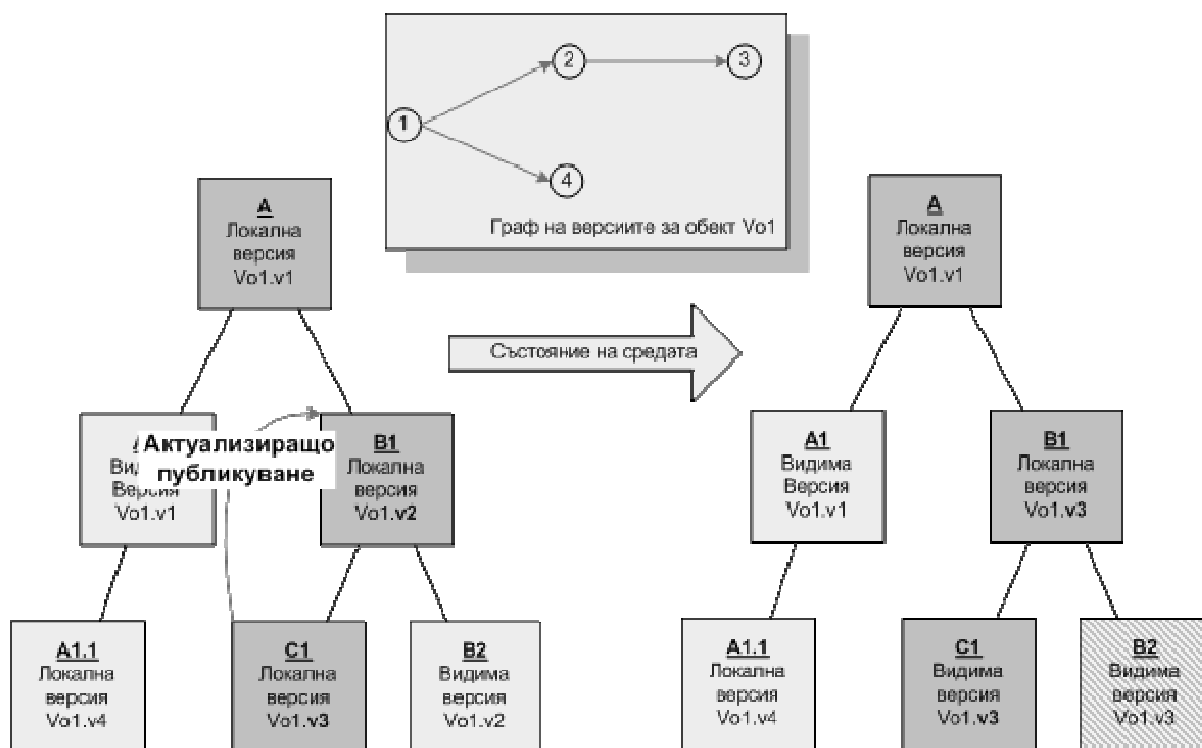 2
3
1
4
Граф на версиите за обект Vo1
A
Локална
версия
Vo1.v1
A
Локална
версия
Vo1.v1
Състояние на средата
Актуализиращо
публикуване
Версия
Vo1.v1
B1
Локална
версия
Vo1.v2
A1
Видима
Версия
Vo1.v1
B1
Локална
версия
Vo1.v3
A1.1
Локална
версия
Vo1.v4
C1
Локална
версия
Vo1.v3
B2
Видима
версия
Vo1.v2
A1.1
Локална
версия
Vo1.v4
C1
Видима
версия
Vo1.v3
B2
Видима
версия
Vo1.v3